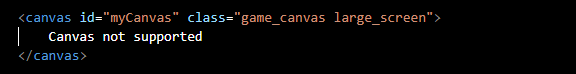 <canvas id="myCanvas" class="game_canvas large_screen">
    Canvas not supported
</canvas>